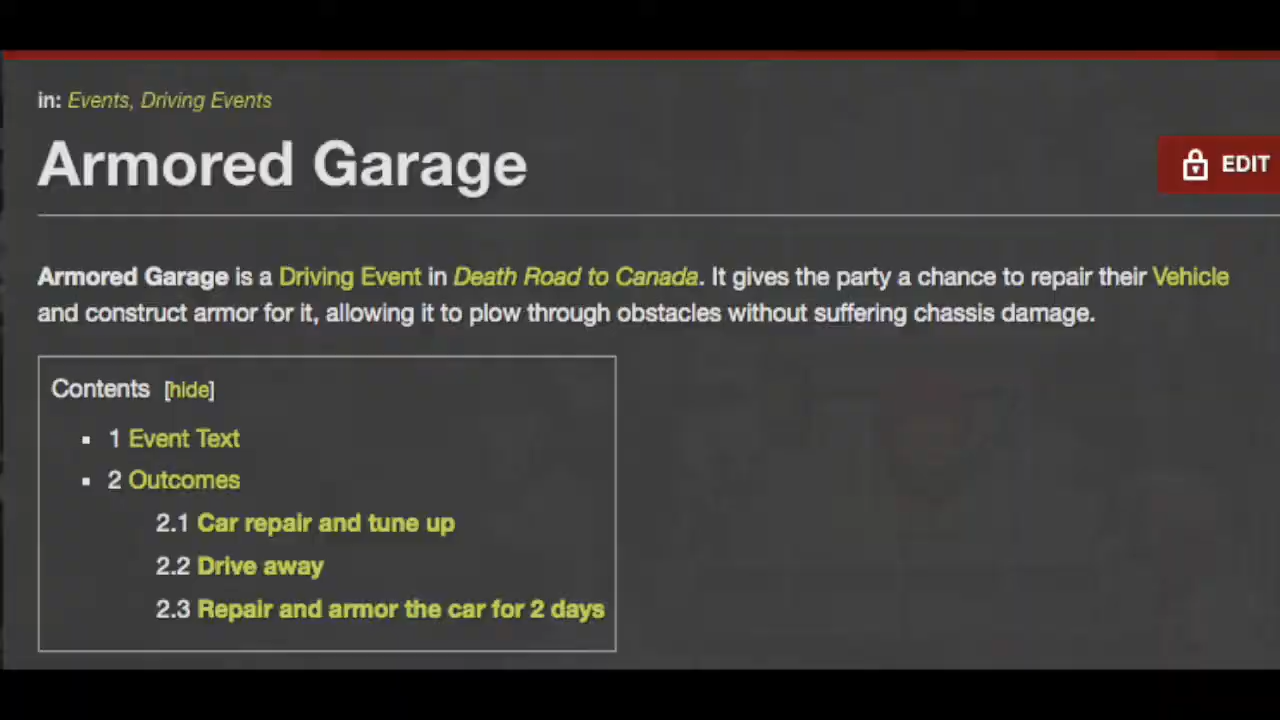 in: Events, Driving Events
Armored Garage
EDIT
Armored Garage is a Driving Event in Death Road to Canada. It gives the party a chance to repair their Vehicle
and construct armor for it, allowing it to plow through obstacles without suffering chassis damage.
Contents [hide]
▪ 1 Event Text
▪ 2 Outcomes
2.1 Car repair and tune up
2.2 Drive away
2.3 Repair and armor the car for 2 days